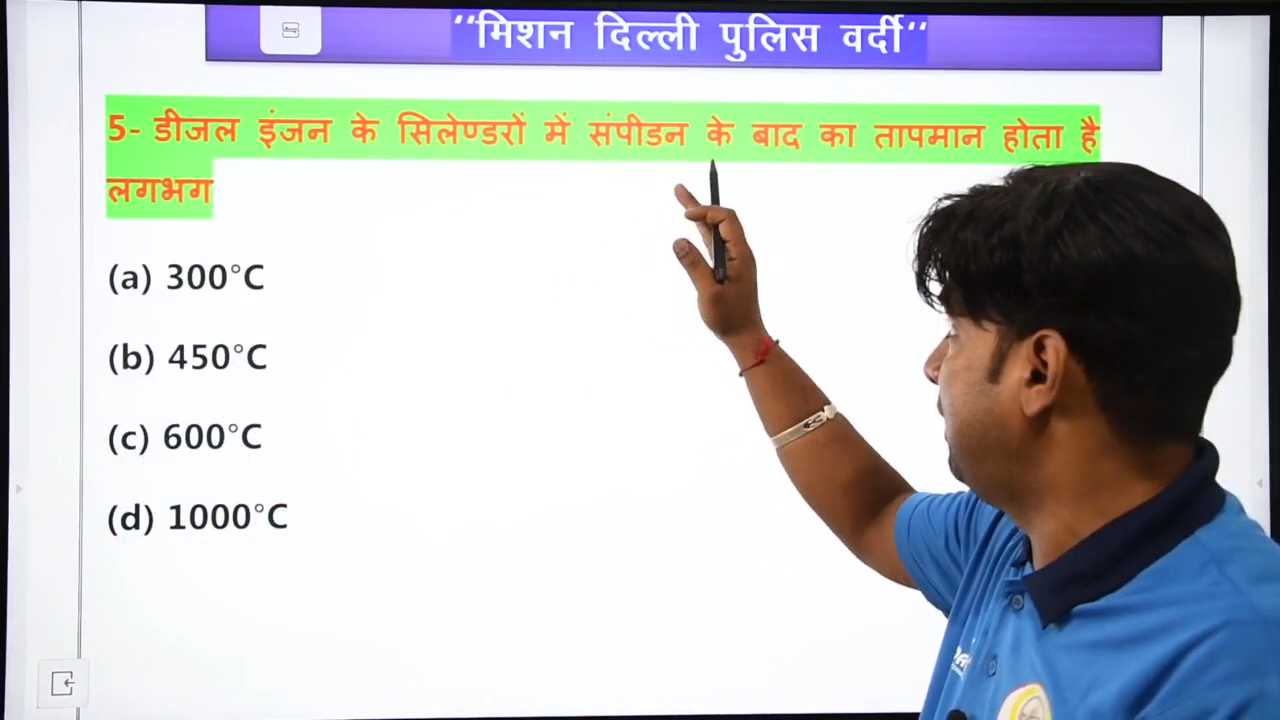 “मिशन दिल्ली पुलिस वर्दी“
5- डीजल इंजन के सिलेण्डरों में संपीडन के बाद का तापमान होता है
लगभग
(a) 300°C
(b) 450°C
(c) 600°C
(d) 1000°C